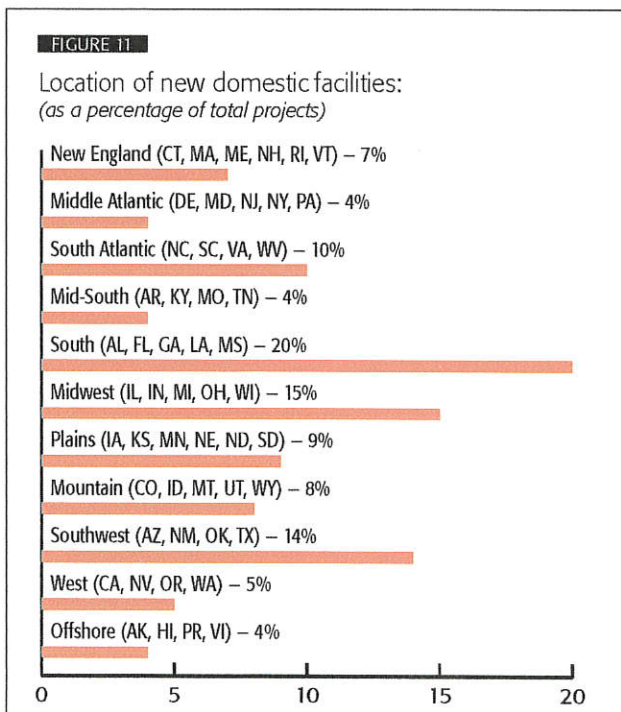 FIGURE 11
Location of new domestic facilities:
(as a percentage of total projects)
New England (CT, MA, ME, NH, RI, VT) – 7%
Middle Atlantic (DE, MD, NJ, NY, PA) – 4%
South Atlantic (NC, SC, VA, WV) – 10%
Mid-South (AR, KY, MO, TN) – 4%
South (AL, FL, GA, LA, MS) – 20%
Midwest (IL, IN, MI, OH, WI) – 15%
Plains (IA, KS, MN, NE, ND, SD) – 9%
Mountain (CO, ID, MT, UT, WY) – 8%
Southwest (AZ, NM, OK, TX) – 14%
West (CA, NV, OR, WA) – 5%
Offshore (AK, HI, PR, VI) – 4%
0 5 10 15 20